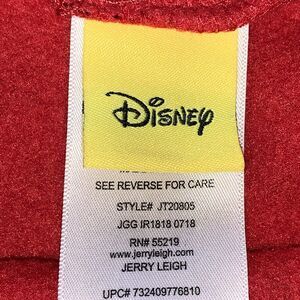 Disney
SEE REVERSE FOR CARE
STYLE# JT20805
JGG IR1818 0718
RN# 55219
www.jerryleigh.com
JERRY LEIGH
UPC# 732409776810